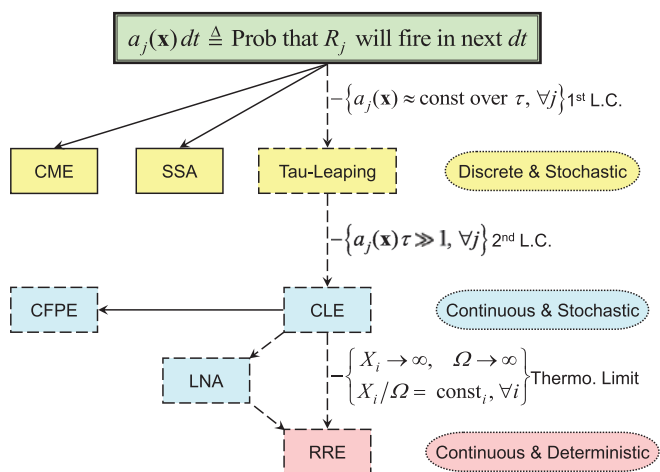 a_j(x) dt ≜ Prob that R_j will fire in next dt
{a_j(x) ≈ const over τ, ∀j} 1st L.C.
CME SSA Tau-Leaping Discrete & Stochastic
{a_j(x)τ ≫ 1, ∀j} 2nd L.C.
CFPE CLE Continuous & Stochastic
{X_i → ∞, Ω → ∞
X_i/Ω = const_i, ∀i} Thermo. Limit
LNA
RRE Continuous & Deterministic